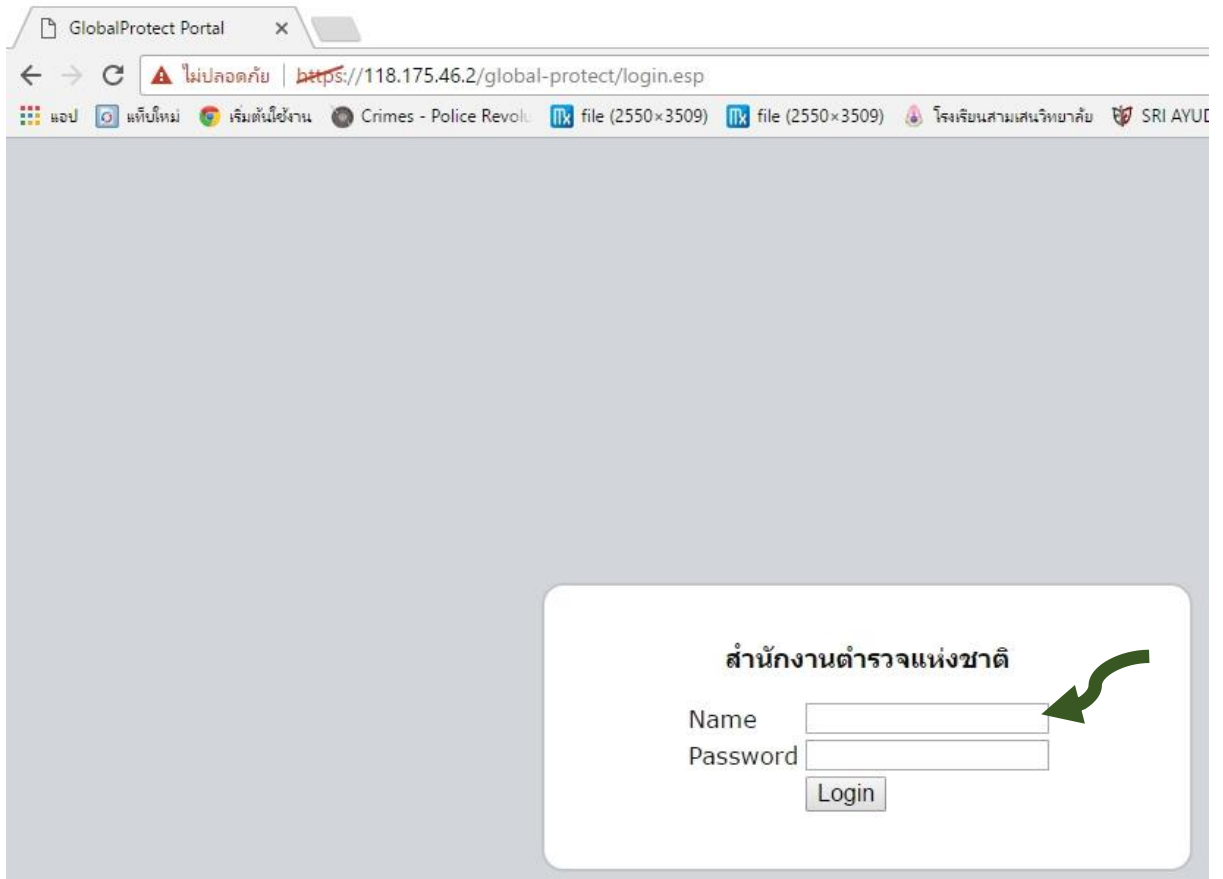 GlobalProtect Portal
ไม่ปลอดภัย https://118.175.46.2/global-protect/login.esp
แอป แท็บใหม่ เริ่มต้นใช้งาน Crimes - Police Revol file (2550×3509) file (2550×3509) โรงเรียนสามเสนวิทยาลัย SRI AYUD
สำนักงานตำรวจแห่งชาติ
Name
Password
Login